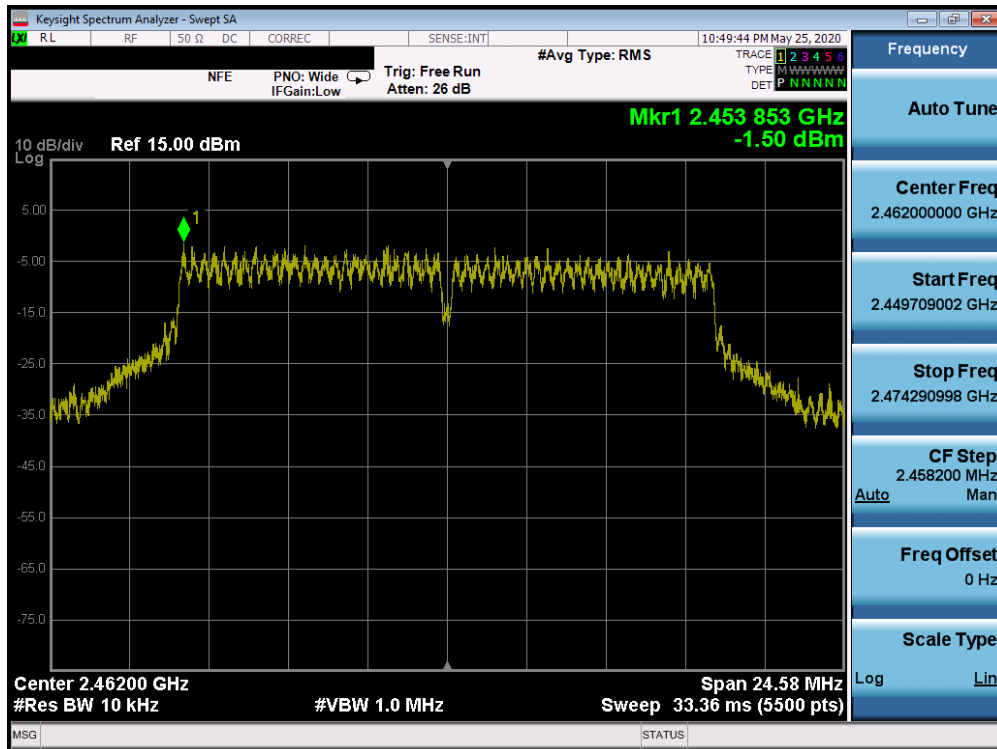 Keysight Spectrum Analyzer - Swept SA
LXI RL RF 50 Ω DC CORREC SENSE:INT 10:49:44 PM May 25, 2020
#Avg Type: RMS TRACE 1 2 3 4 5 6
NFE PNO: Wide Trig: Free Run TYPE M W W W W W
IFGain:Low Atten: 26 dB DET P N N N N N
Mkr1 2.453 853 GHz
-1.50 dBm
10 dB/div Ref 15.00 dBm
Log
1
5.00
-5.00
-15.0
-25.0
-35.0
-45.0
-55.0
-65.0
-75.0
Center 2.46200 GHz Span 24.58 MHz
#Res BW 10 kHz #VBW 1.0 MHz Sweep 33.36 ms (5500 pts)
MSG STATUS
Frequency
Auto Tune
Center Freq
2.462000000 GHz
Start Freq
2.449709002 GHz
Stop Freq
2.474290998 GHz
CF Step
2.458200 MHz
Auto Man
Freq Offset
0 Hz
Scale Type
Log Lin